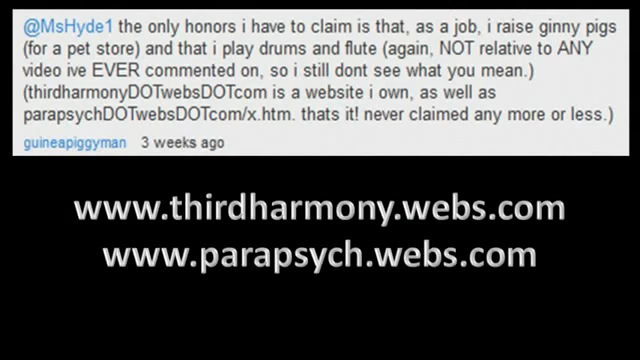 @MsHyde1 the only honors i have to claim is that, as a job, i raise ginny pigs
(for a pet store) and that i play drums and flute (again, NOT relative to ANY
video ive EVER commented on, so i still dont see what you mean.)
(thirdharmonyDOTwebsDOTcom is a website i own, as well as
parapsychDOTwebsDOTcom/x.htm. thats it! never claimed any more or less.)
guineapiggyman 3 weeks ago
www.thirdharmony.webs.com
www.parapsych.webs.com